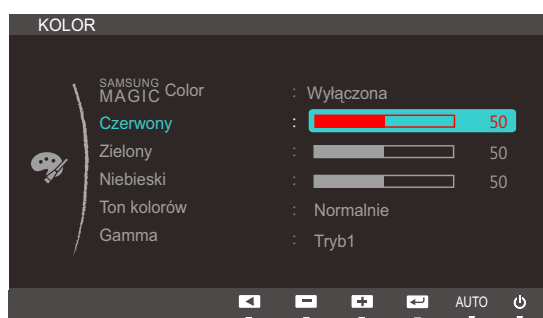 KOLOR
SAMSUNG MAGIC Color : Wyłączona
Czerwony : 50
Zielony : 50
Niebieski : 50
Ton kolorów : Normalnie
Gamma : Tryb1
AUTO